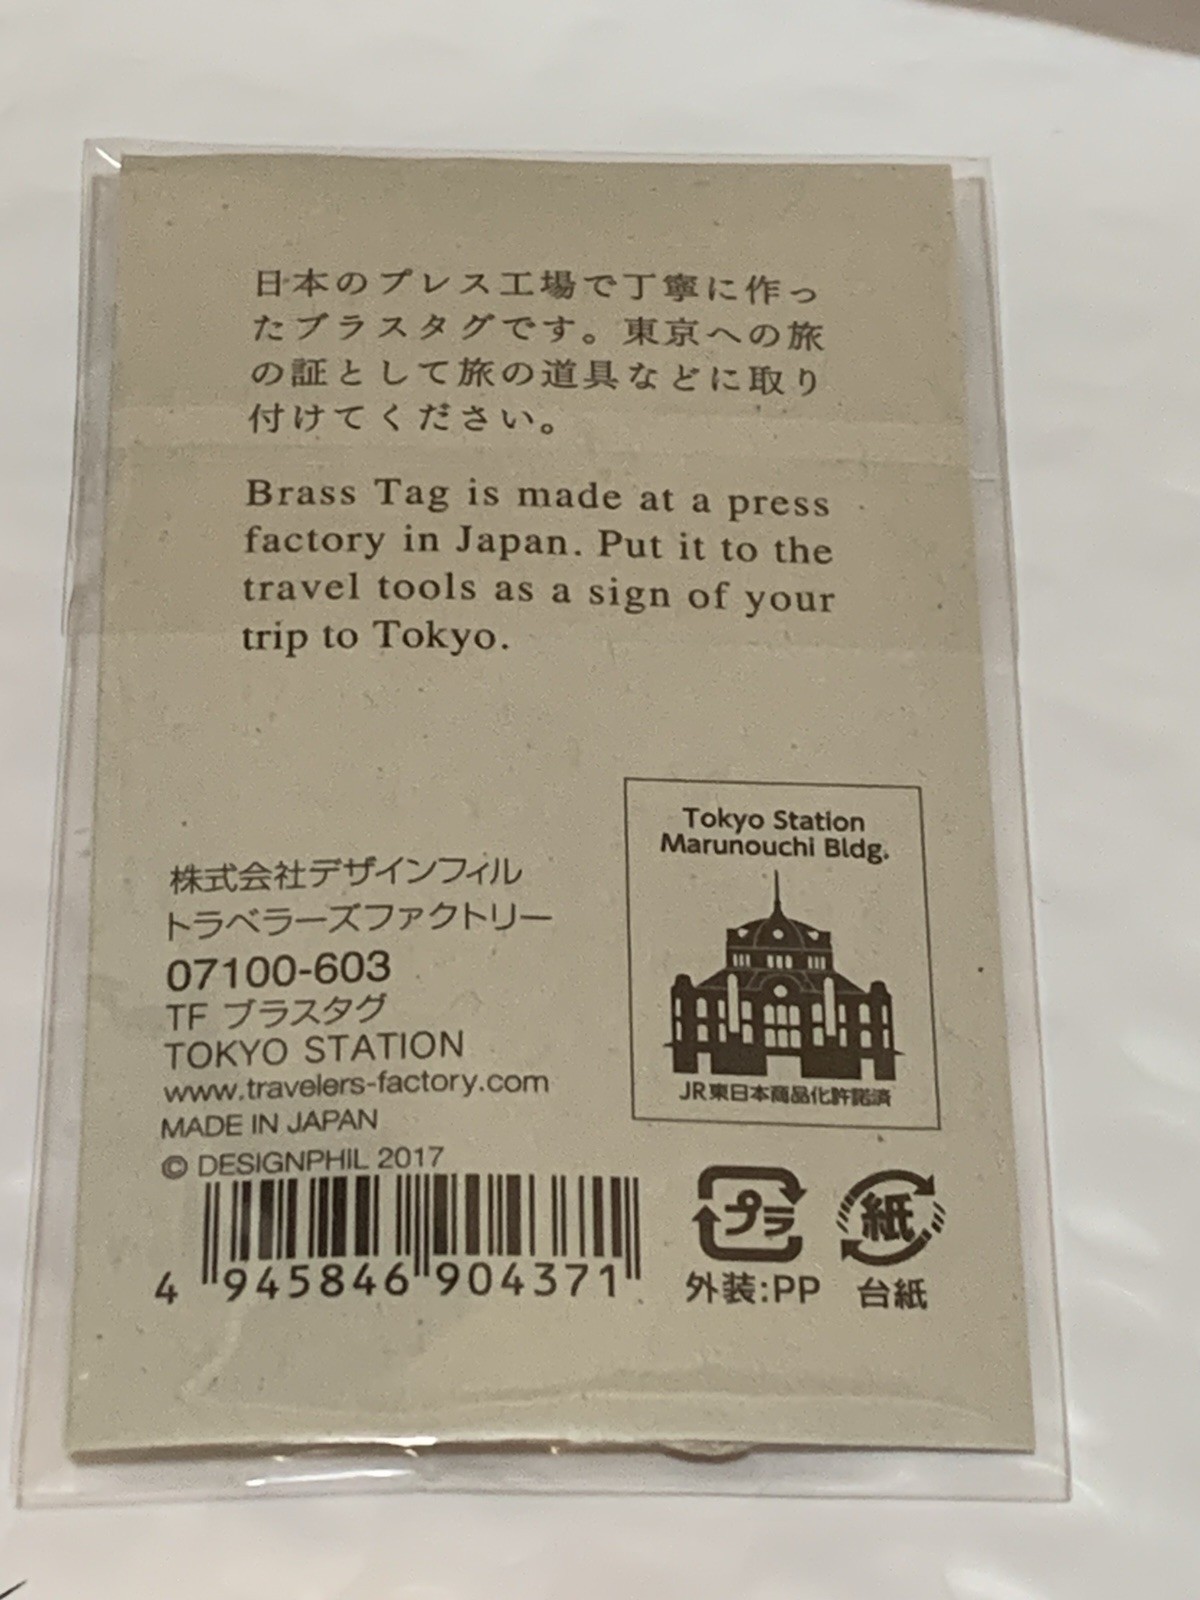 日本のプレス工場で丁寧に作っ
たブラスタグです。東京への旅
の証として旅の道具などに取り
付けてください。
Brass Tag is made at a press
factory in Japan. Put it to the
travel tools as a sign of your
trip to Tokyo.
Tokyo Station
Marunouchi Bldg.
JR東日本商品化許諾済
株式会社デザインフィル
トラベラーズファクトリー
07100-603
TF ブラスタグ
TOKYO STATION
www.travelers-factory.com
MADE IN JAPAN
© DESIGNPHIL 2017
4 945846 904371
プラ
外装:PP
紙
台紙